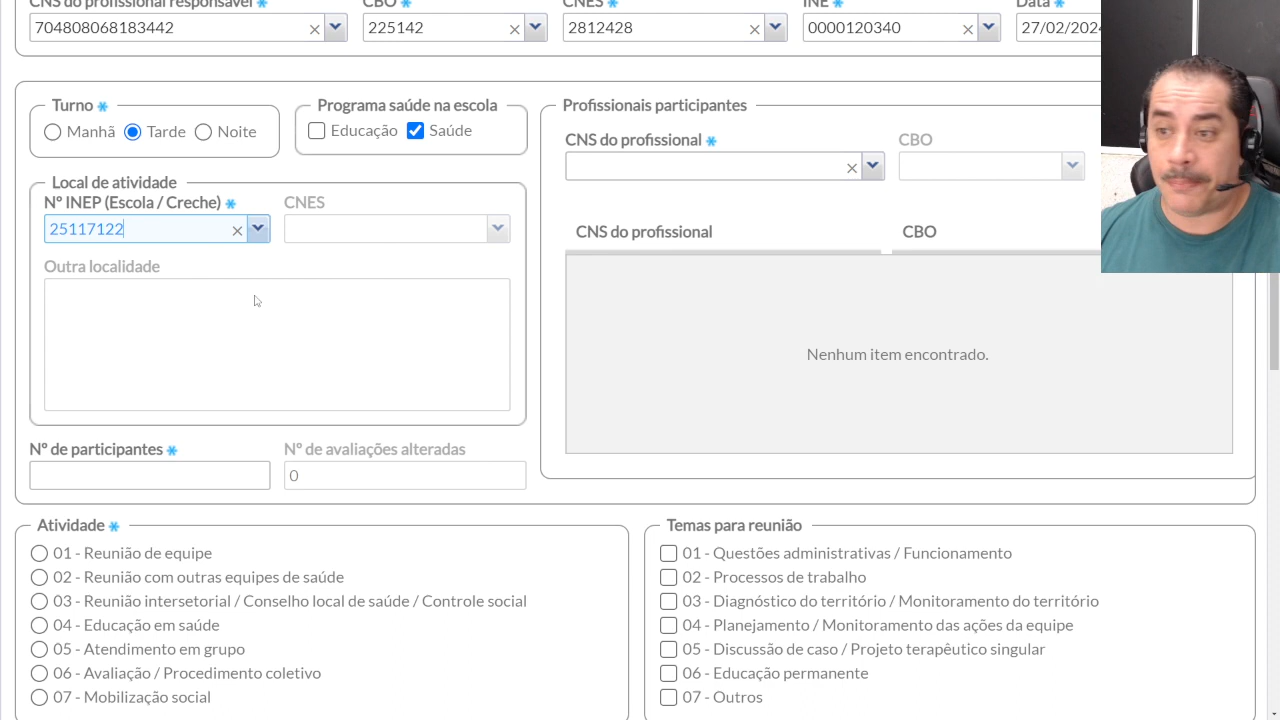 CNS do profissional responsável * CBO * CNES * INE * Data *
704808068183442 225142 2812428 0000120340 27/02/2024
Turno * Programa saúde na escola Profissionais participantes
Manhã Tarde Noite Educação Saúde
CNS do profissional * CBO
Local de atividade
Nº INEP (Escola / Creche) * CNES
25117122
CNS do profissional CBO
Outra localidade
Nenhum item encontrado.
Nº de participantes * Nº de avaliações alteradas
0
Atividade *
01 - Reunião de equipe
02 - Reunião com outras equipes de saúde
03 - Reunião intersetorial / Conselho local de saúde / Controle social
04 - Educação em saúde
05 - Atendimento em grupo
06 - Avaliação / Procedimento coletivo
07 - Mobilização social
Temas para reunião
01 - Questões administrativas / Funcionamento
02 - Processos de trabalho
03 - Diagnóstico do território / Monitoramento do território
04 - Planejamento / Monitoramento das ações da equipe
05 - Discussão de caso / Projeto terapêutico singular
06 - Educação permanente
07 - Outros